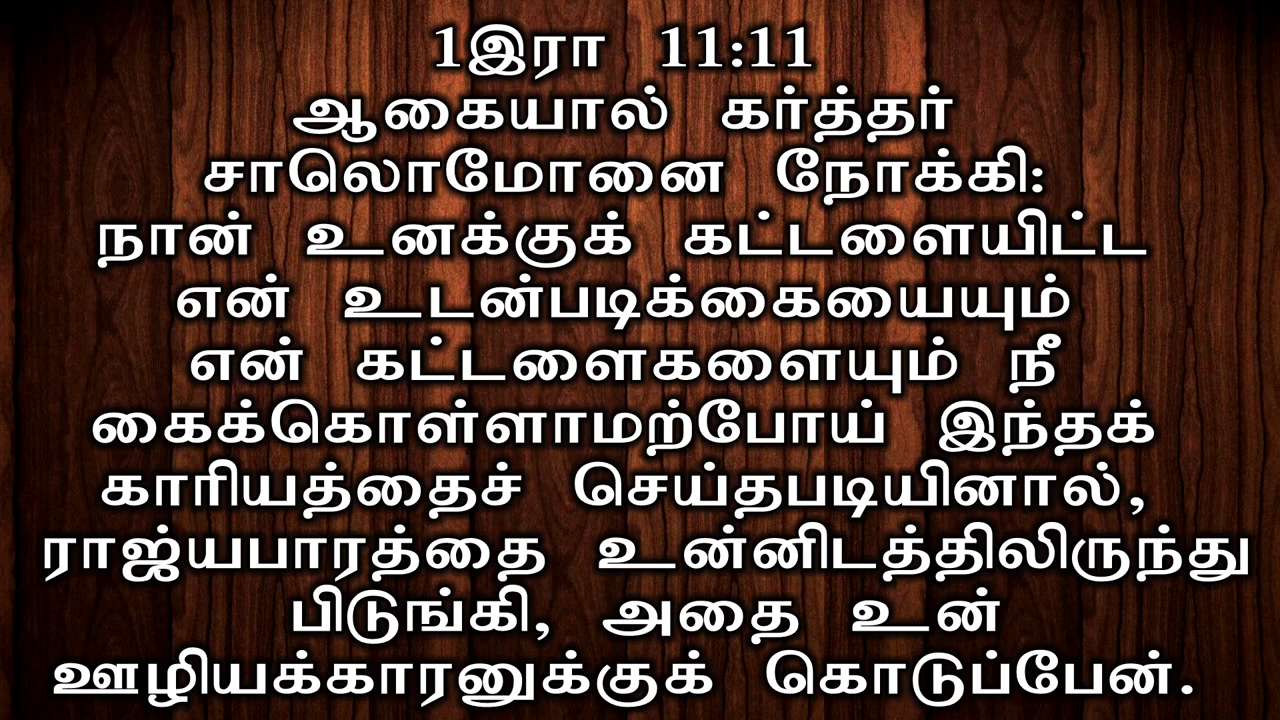 1இரா 11:11
ஆகையால் கர்த்தர்
சாலொமோனை நோக்கி:
நான் உனக்குக் கட்டளையிட்ட
என் உடன்படிக்கையையும்
என் கட்டளைகளையும் நீ
கைக்கொள்ளாமற்போய் இந்தக்
காரியத்தைச் செய்தபடியினால்,
ராஜ்யபாரத்தை உன்னிடத்திலிருந்து
பிடுங்கி, அதை உன்
ஊழியக்காரனுக்குக் கொடுப்பேன்.